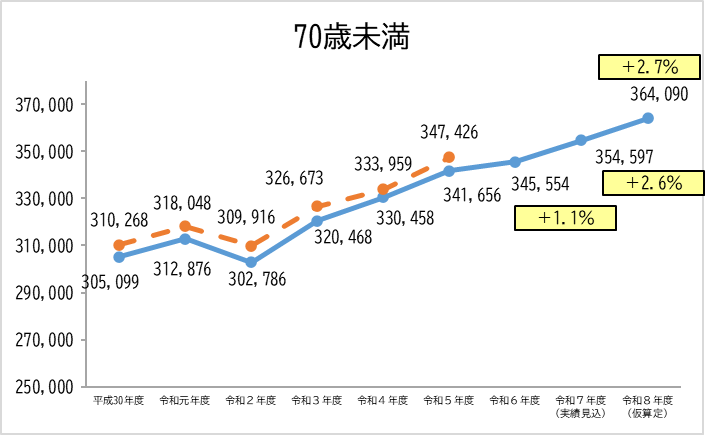 70歳未満
+2.7%
370,000
364,090
350,000
347,426
333,959
354,597
330,000
326,673
341,656
345,554
+2.6%
318,048
310,268
309,916
330,458
+1.1%
310,000
320,468
305,099
312,876
302,786
290,000
270,000
250,000
平成30年度
令和元年度
令和2年度
令和3年度
令和4年度
令和5年度
令和6年度
令和7年度
(実績見込)
令和8年度
(仮算定)